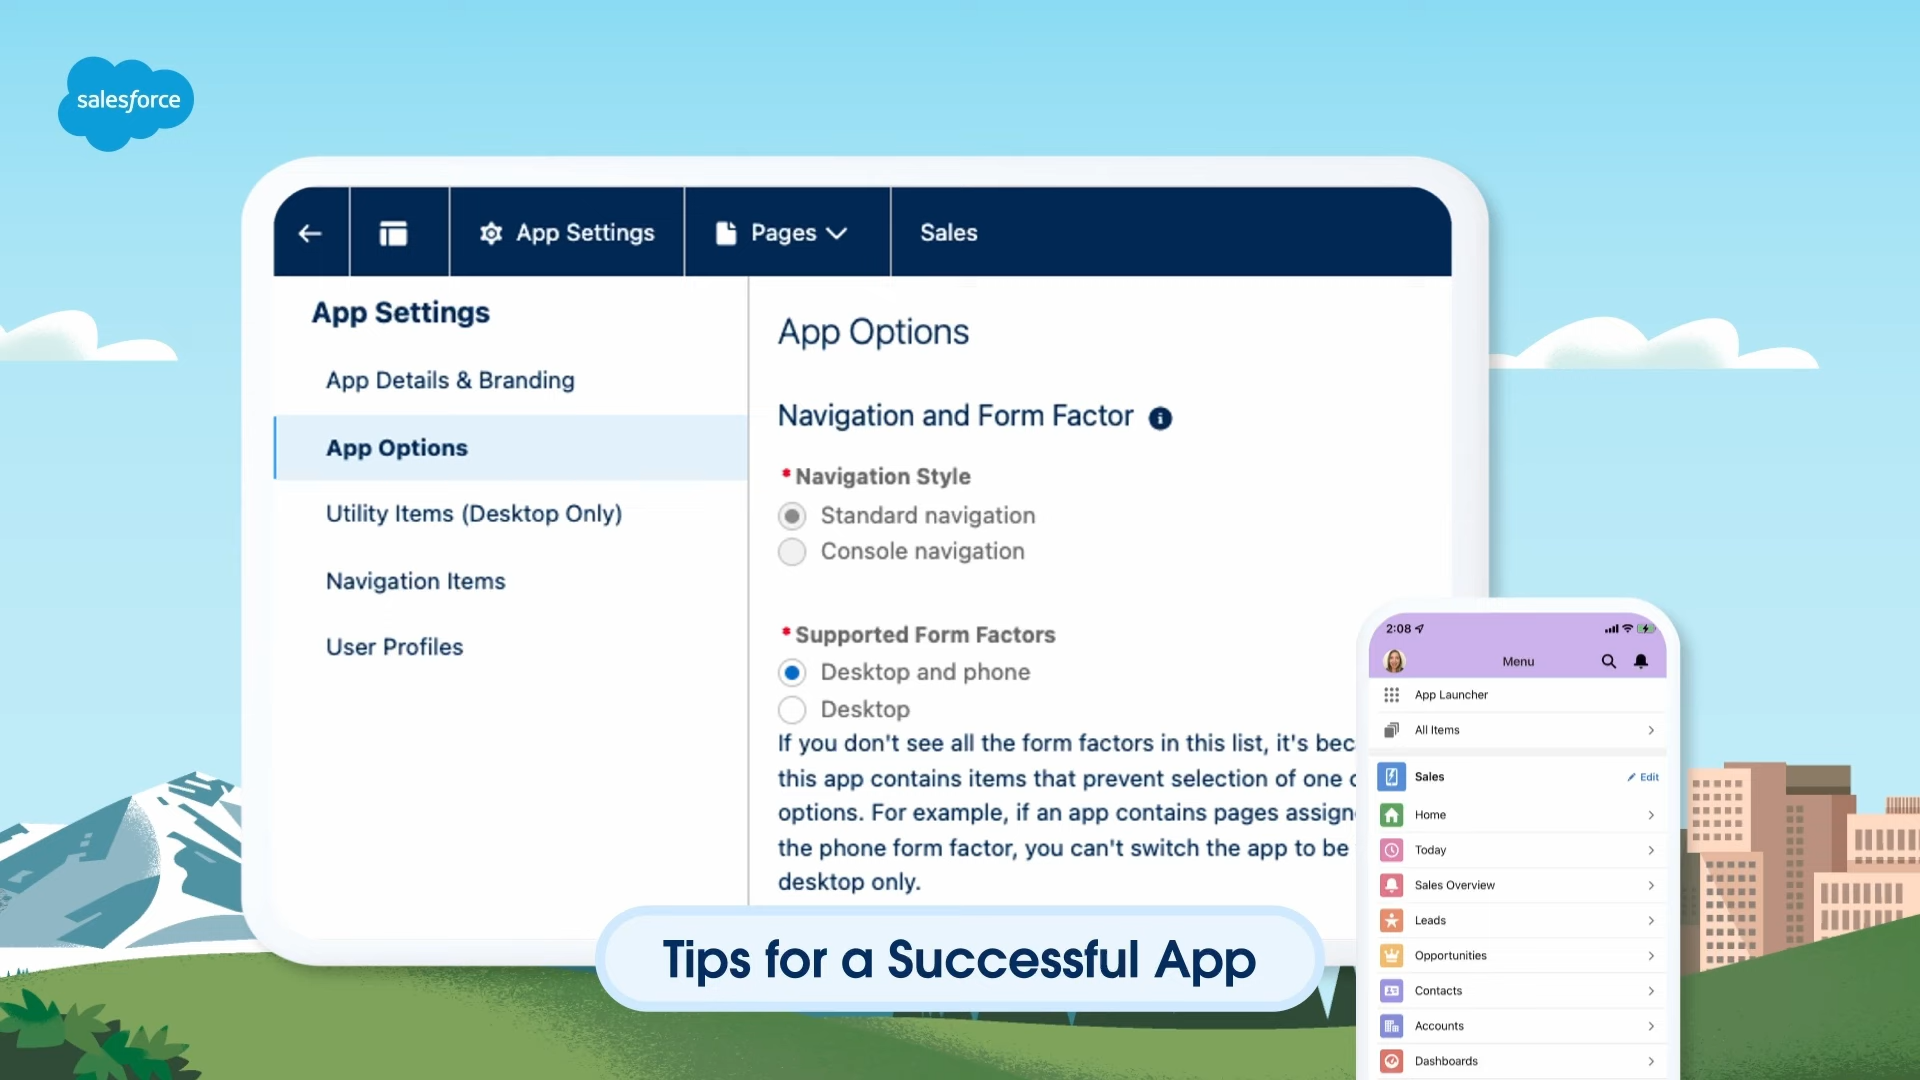 salesforce
App Settings
Pages
Sales
App Settings
App Details & Branding
App Options
Utility Items (Desktop Only)
Navigation Items
User Profiles
App Options
Navigation and Form Factor
* Navigation Style
Standard navigation
Console navigation
* Supported Form Factors
Desktop and phone
Desktop
If you don't see all the form factors in this list, it's bec
this app contains items that prevent selection of one
options. For example, if an app contains pages assign
the phone form factor, you can't switch the app to be
desktop only.
2:08
Menu
App Launcher
All Items
Sales
Edit
Home
Today
Sales Overview
Leads
Opportunities
Contacts
Accounts
Dashboards
Tips for a Successful App